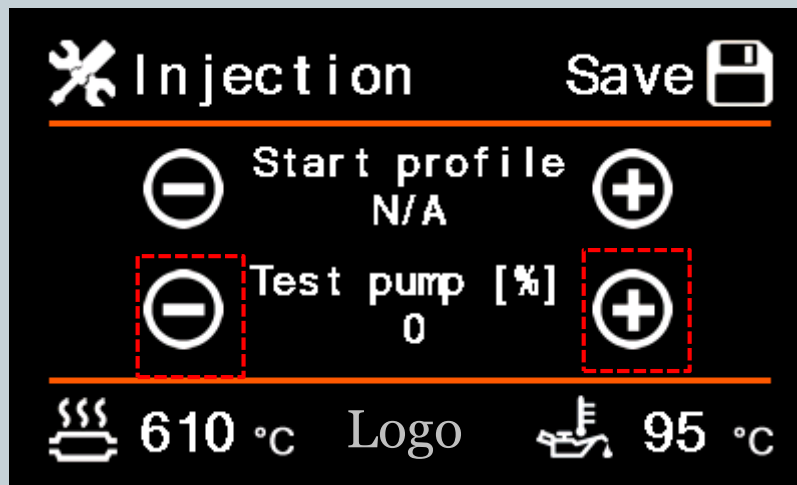 Injection Save
Start profile
N/A
Test pump [%]
0
610 °C Logo 95 °C